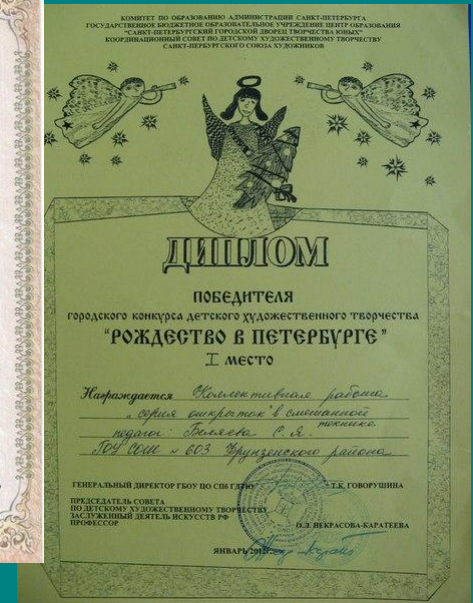 КОМИТЕТ ПО ОБРАЗОВАНИЮ АДМИНИСТРАЦИИ САНКТ-ПЕТЕРБУРГА
ГОСУДАРСТВЕННОЕ БЮДЖЕТНОЕ ОБРАЗОВАТЕЛЬНОЕ УЧРЕЖДЕНИЕ ЦЕНТР ОБРАЗОВАНИЯ
"САНКТ-ПЕТЕРБУРГСКИЙ ГОРОДСКОЙ ДВОРЕЦ ТВОРЧЕСТВА ЮНЫХ"
КООРДИНАЦИОННЫЙ СОВЕТ ПО ДЕТСКОМУ ХУДОЖЕСТВЕННОМУ ТВОРЧЕСТВУ
САНКТ-ПЕРБУРГСКОГО СОЮЗА ХУДОЖНИКОВ
ДИПЛОМ
ПОБЕДИТЕЛЯ
городского конкурса детского художественного творчества
"РОЖДЕСТВО В ПЕТЕРБУРГЕ"
I место
Награждается Коллективная работа
"серия открыток" в смешанной
технике
педагог: Беляева С. Я.
ГОУ СОШ № 603 Фрунзенского района
ГЕНЕРАЛЬНЫЙ ДИРЕКТОР ГБОУ ЦО СПб ГДТЮ Т.К. ГОВОРУШИНА
ПРЕДСЕДАТЕЛЬ СОВЕТА
ПО ДЕТСКОМУ ХУДОЖЕСТВЕННОМУ ТВОРЧЕСТВУ
ЗАСЛУЖЕННЫЙ ДЕЯТЕЛЬ ИСКУССТВ РФ
ПРОФЕССОР О.Л. НЕКРАСОВА-КАРАТЕЕВА
ЯНВАРЬ